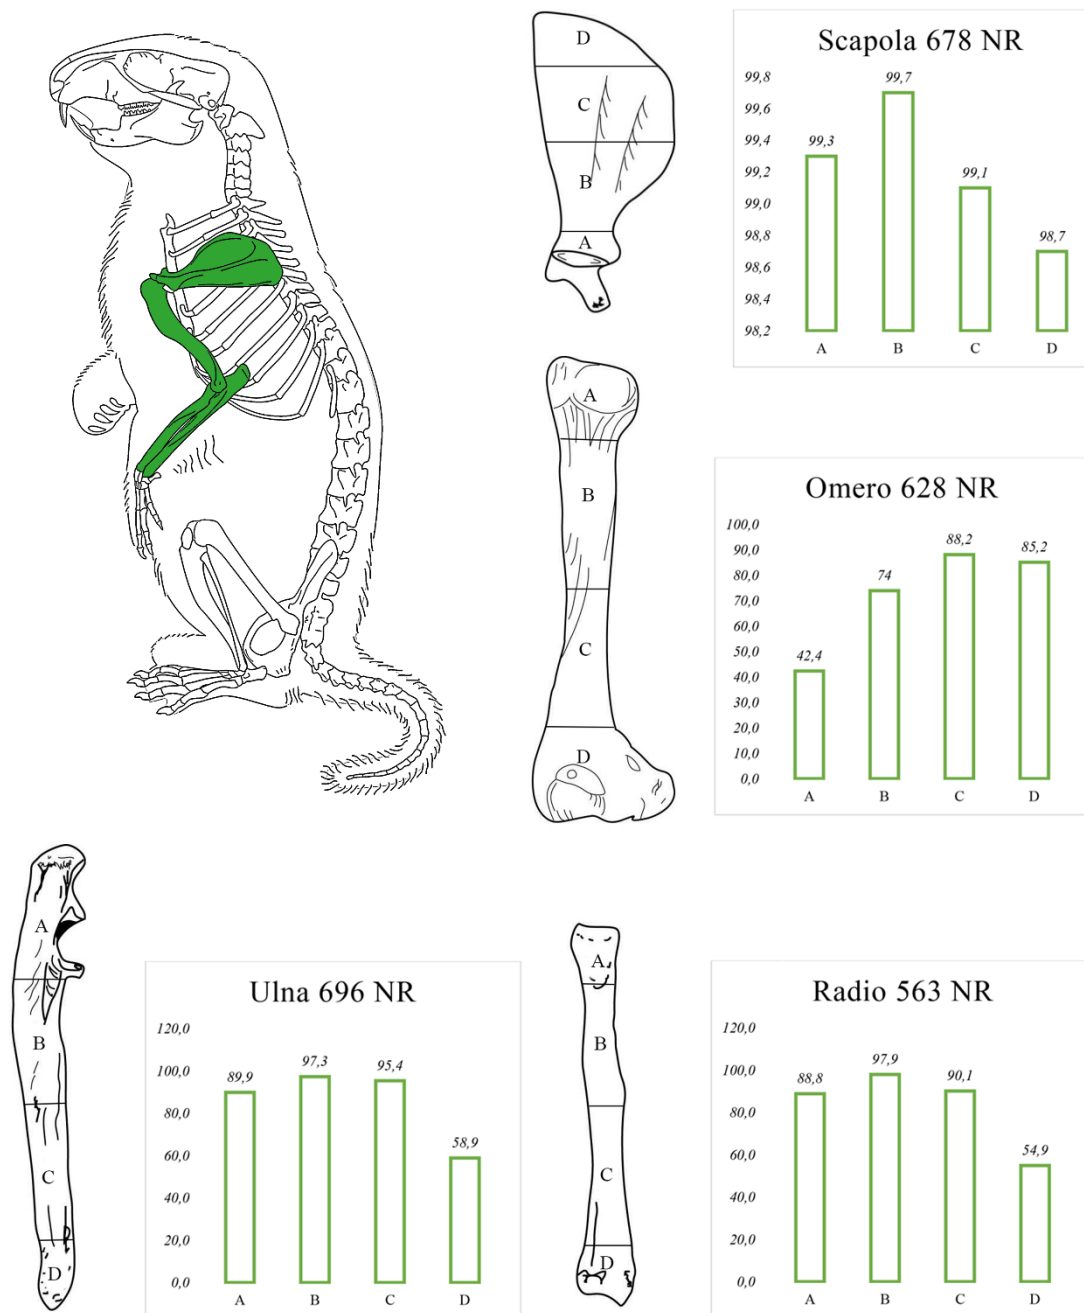 D
C
B
A
Scapola 678 NR
99,8
99,6
99,4
99,2
99,0
98,8
98,6
98,4
98,2
99,3
99,7
99,1
98,7
A B C D
A
B
C
D
Omero 628 NR
100,0
90,0
80,0
70,0
60,0
50,0
40,0
30,0
20,0
10,0
0,0
42,4
74
88,2
85,2
A B C D
A
B
C
D
Ulna 696 NR
120,0
100,0
80,0
60,0
40,0
20,0
0,0
89,9
97,3
95,4
58,9
A B C D
A
B
C
D
Radio 563 NR
120,0
100,0
80,0
60,0
40,0
20,0
0,0
88,8
97,9
90,1
54,9
A B C D